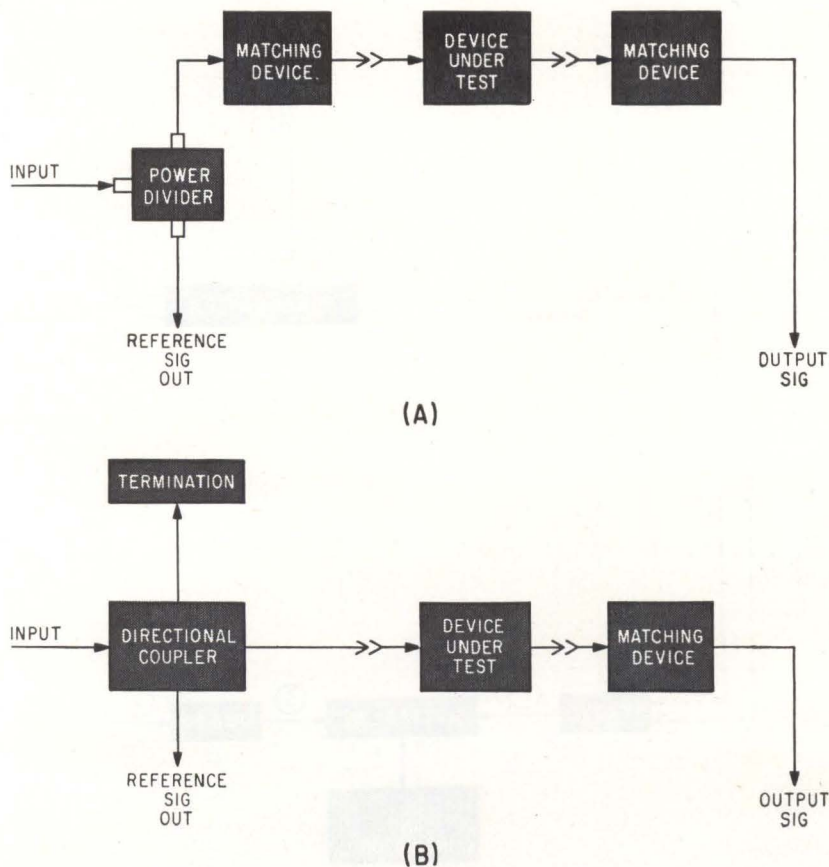 MATCHING
DEVICE.
DEVICE
UNDER
TEST
MATCHING
DEVICE
INPUT
POWER
DIVIDER
REFERENCE
SIG
OUT
OUTPUT
SIG
(A)
TERMINATION
INPUT
DIRECTIONAL
COUPLER
DEVICE
UNDER
TEST
MATCHING
DEVICE
REFERENCE
SIG
OUT
OUTPUT
SIG
(B)